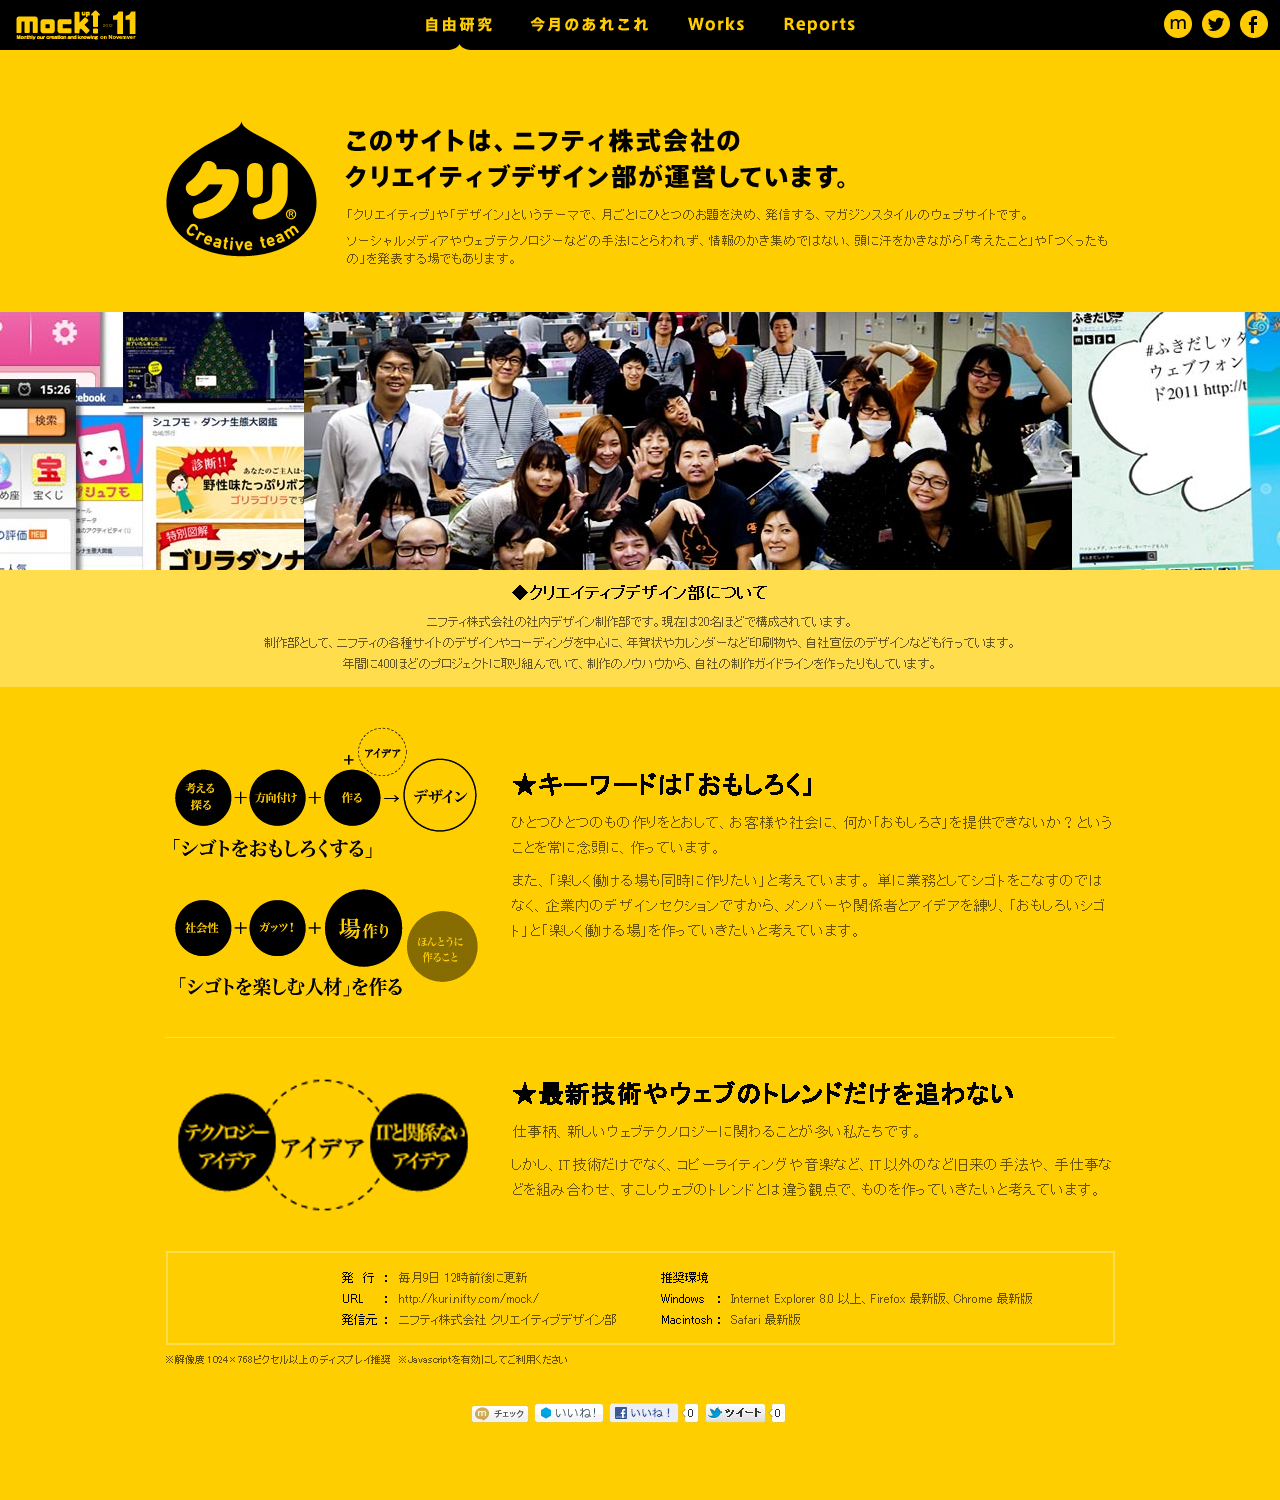 mock! 11
Monthly our creation and knowing on November
自由研究 今月のあれこれ Works Reports
クリ®
Creative team
このサイトは、ニフティ株式会社の
クリエイティブデザイン部が運営しています。
「クリエイティブ」や「デザイン」というテーマで、月ごとにひとつのお題を決め、発信する、マガジンスタイルのウェブサイトです。
ソーシャルメディアやウェブテクノロジーなどの手法にとらわれず、情報のかき集めではない、頭に汗をかきながら「考えたこと」や「つくったも
の」を発表する場でもあります。
15:26
検索
宝くじ
の評価 NEW
シュフモ・ダンナ生態大図鑑
診断!!
あなたのご主人は
野性味たっぷりボス
ゴリラゴリラで
特別図解
ゴリラダンナ
ふきだし
#ふきだしッタ
ウェブフォン
ド2011 http://t
◆クリエイティブデザイン部について
ニフティ株式会社の社内デザイン制作部です。現在は20名ほどで構成されています。
制作部として、ニフティの各種サイトのデザインやコーディングを中心に、年賀状やカレンダーなど印刷物や、自社宣伝のデザインなども行っています。
年間に400ほどのプロジェクトに取り組んでいて、制作のノウハウから、自社の制作ガイドラインを作ったりもしています。
+ アイデア
考える
探る
+ 方向付け + 作る → デザイン
「シゴトをおもしろくする」
社会性 + ガッツ! + 場作り
ほんとうに
作ること
「シゴトを楽しむ人材」を作る
★キーワードは「おもしろく」
ひとつひとつのもの作りをとおして、お客様や社会に、何か「おもしろさ」を提供できないか？という
ことを常に念頭に、作っています。
また、「楽しく働ける場も同時に作りたい」と考えています。 単に業務としてシゴトをこなすのでは
なく、企業内のデザインセクションですから、メンバーや関係者とアイデアを練り、「おもしろいシゴ
ト」と「楽しく働ける場」を作っていきたいと考えています。
テクノロジー
アイデア
アイデア
ITと関係ない
アイデア
★最新技術やウェブのトレンドだけを追わない
仕事柄、新しいウェブテクノロジーに関わることが多い私たちです。
しかし、IT技術だけでなく、コピーライティングや音楽など、IT以外のなど旧来の手法や、手仕事な
どを組み合わせ、すこしウェブのトレンドとは違う観点で、ものを作っていきたいと考えています。
発 行 ： 毎月9日 12時前後に更新
URL ： http://kuri.nifty.com/mock/
発信元 ： ニフティ株式会社 クリエイティブデザイン部
推奨環境
Windows ： Internet Explorer 8.0 以上、Firefox 最新版、Chrome 最新版
Macintosh ： Safari 最新版
※解像度1024×768ピクセル以上のディスプレイ推奨 ※Javascriptを有効にしてご利用ください
チェック いいね! いいね！ 0 ツイート 0